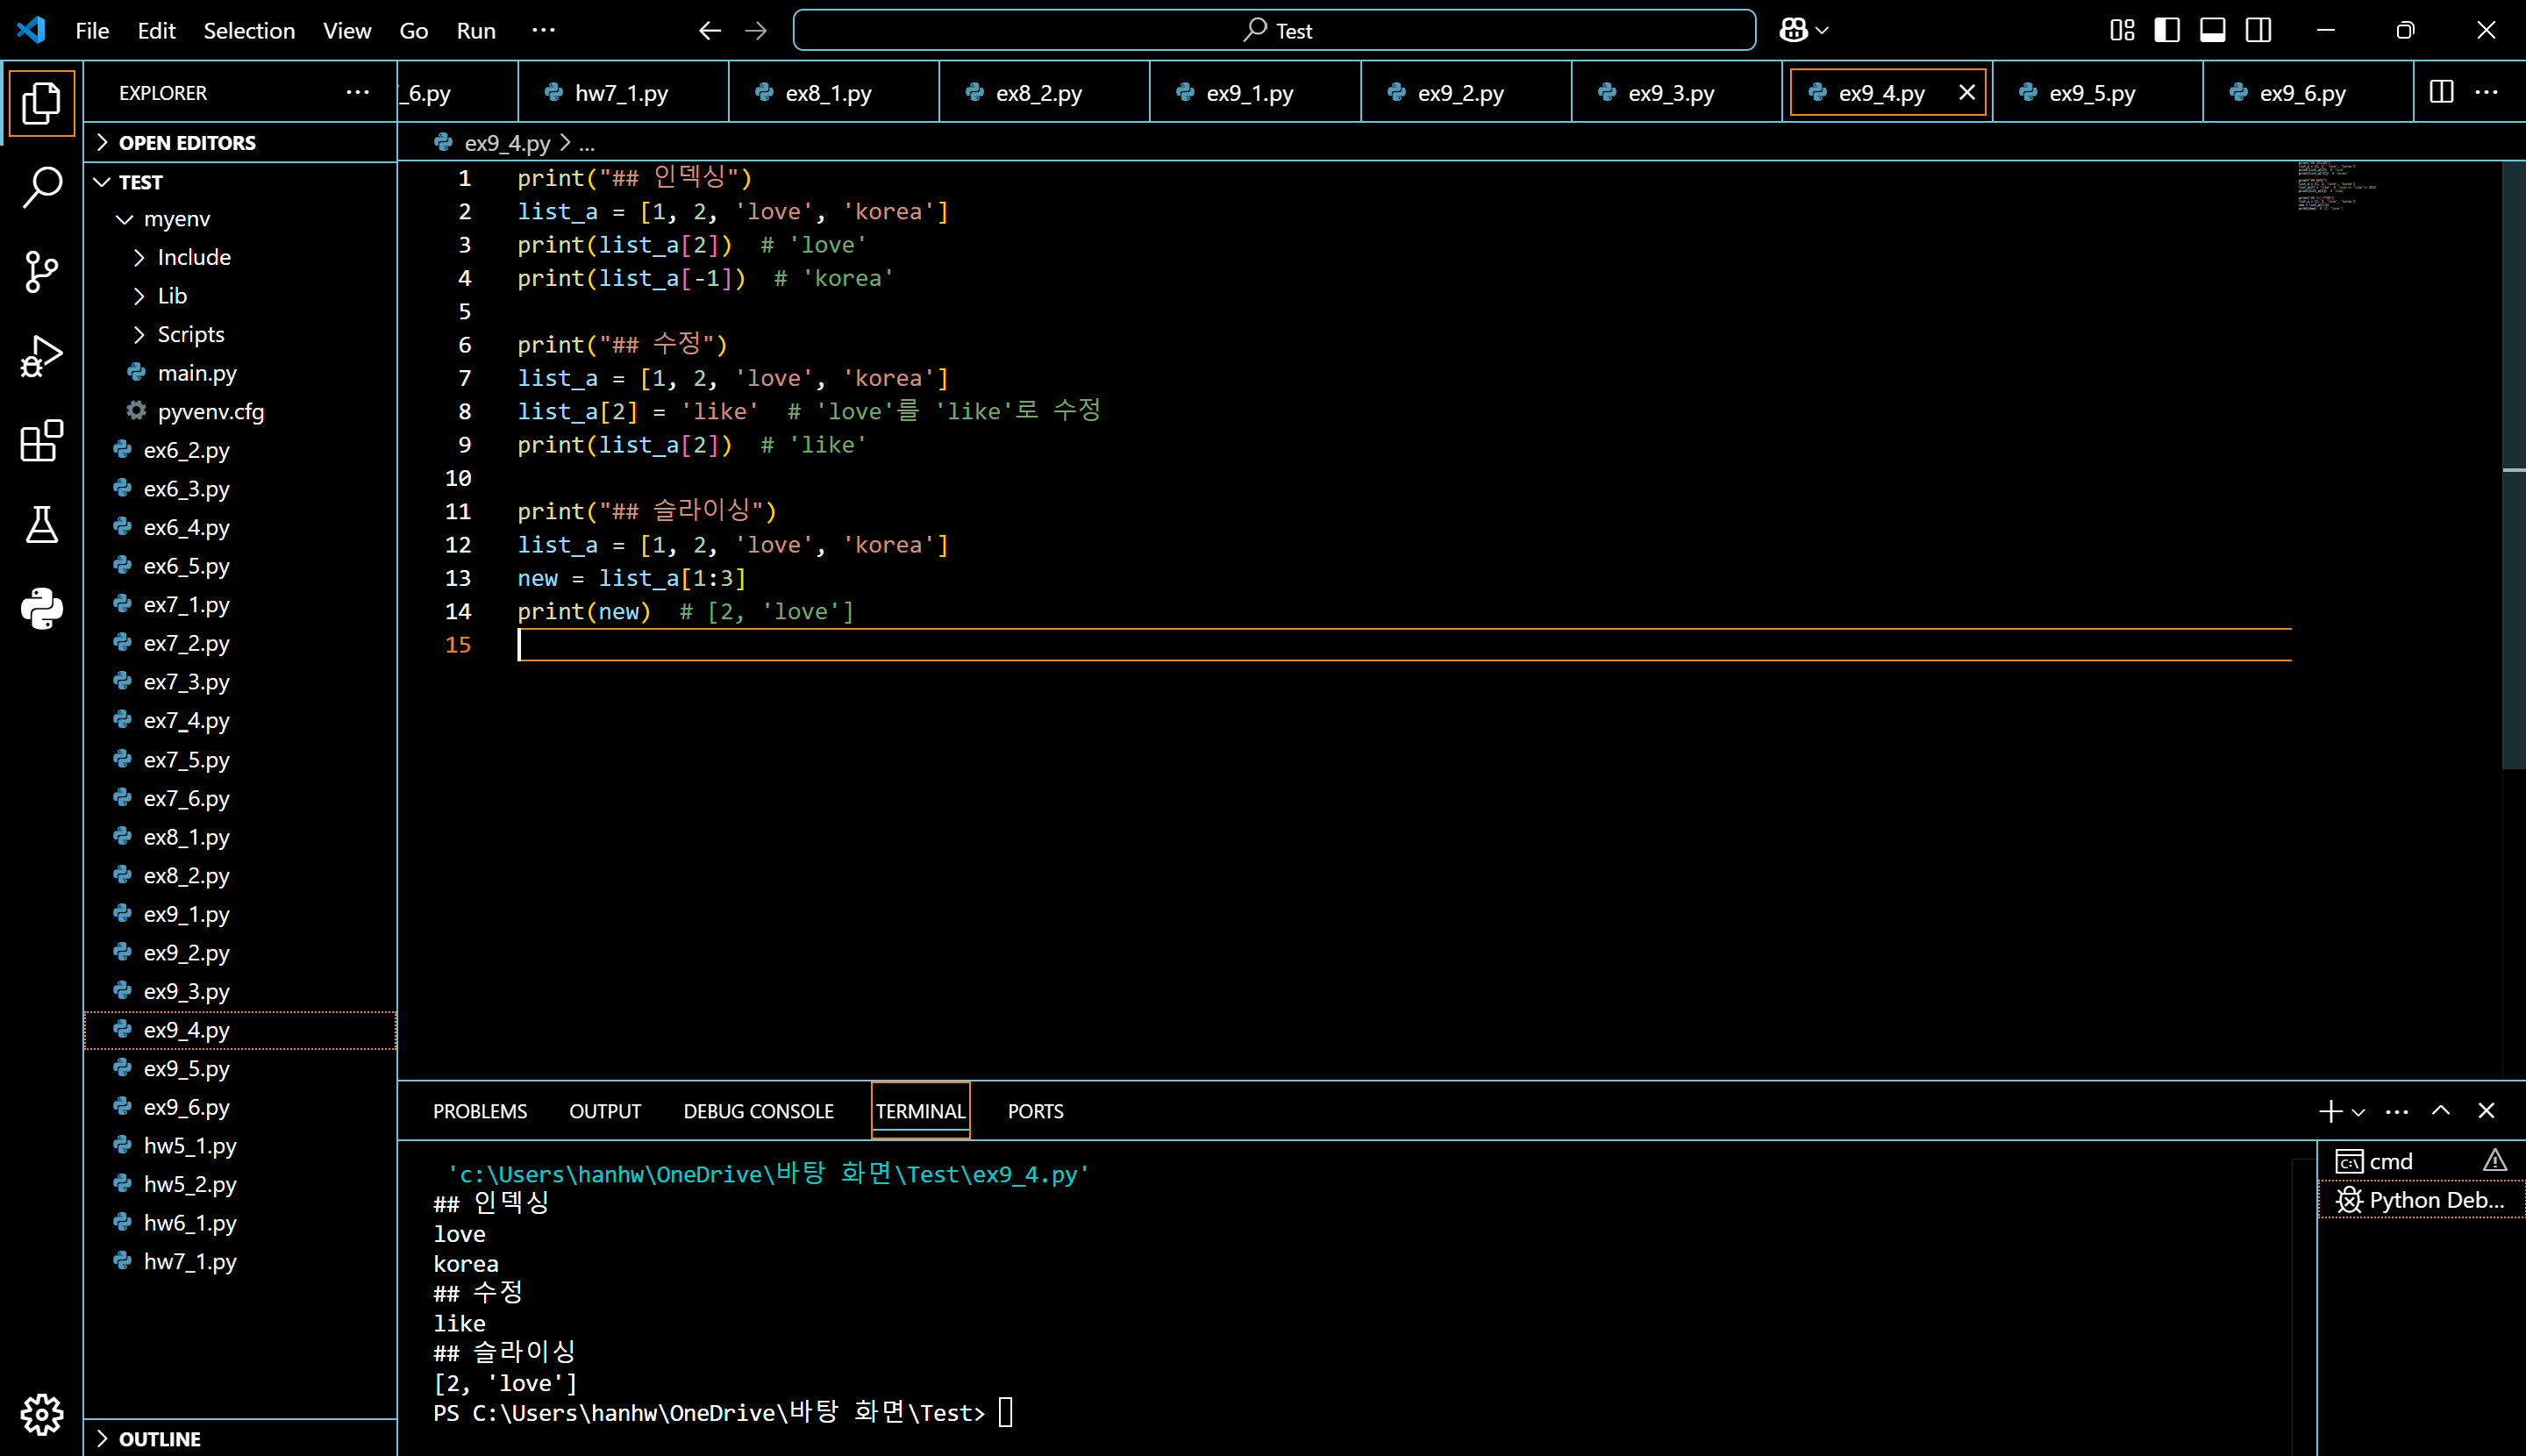 File Edit Selection View Go Run ··· Test
EXPLORER ···
_6.py hw7_1.py ex8_1.py ex8_2.py ex9_1.py ex9_2.py ex9_3.py ex9_4.py ex9_5.py ex9_6.py ···
OPEN EDITORS
TEST
myenv
Include
Lib
Scripts
main.py
pyvenv.cfg
ex6_2.py
ex6_3.py
ex6_4.py
ex6_5.py
ex7_1.py
ex7_2.py
ex7_3.py
ex7_4.py
ex7_5.py
ex7_6.py
ex8_1.py
ex8_2.py
ex9_1.py
ex9_2.py
ex9_3.py
ex9_4.py
ex9_5.py
ex9_6.py
hw5_1.py
hw5_2.py
hw6_1.py
hw7_1.py
OUTLINE
ex9_4.py > ...
1 print("## 인덱싱")
2 list_a = [1, 2, 'love', 'korea']
3 print(list_a[2])  # 'love'
4 print(list_a[-1])  # 'korea'
5
6 print("## 수정")
7 list_a = [1, 2, 'love', 'korea']
8 list_a[2] = 'like'  # 'love'를 'like'로 수정
9 print(list_a[2])  # 'like'
10
11 print("## 슬라이싱")
12 list_a = [1, 2, 'love', 'korea']
13 new = list_a[1:3]
14 print(new)  # [2, 'love']
15
PROBLEMS OUTPUT DEBUG CONSOLE TERMINAL PORTS ···
'c:\Users\hanhw\OneDrive\바탕 화면\Test\ex9_4.py'
## 인덱싱
love
korea
## 수정
like
## 슬라이싱
[2, 'love']
PS C:\Users\hanhw\OneDrive\바탕 화면\Test>
cmd
Python Deb...